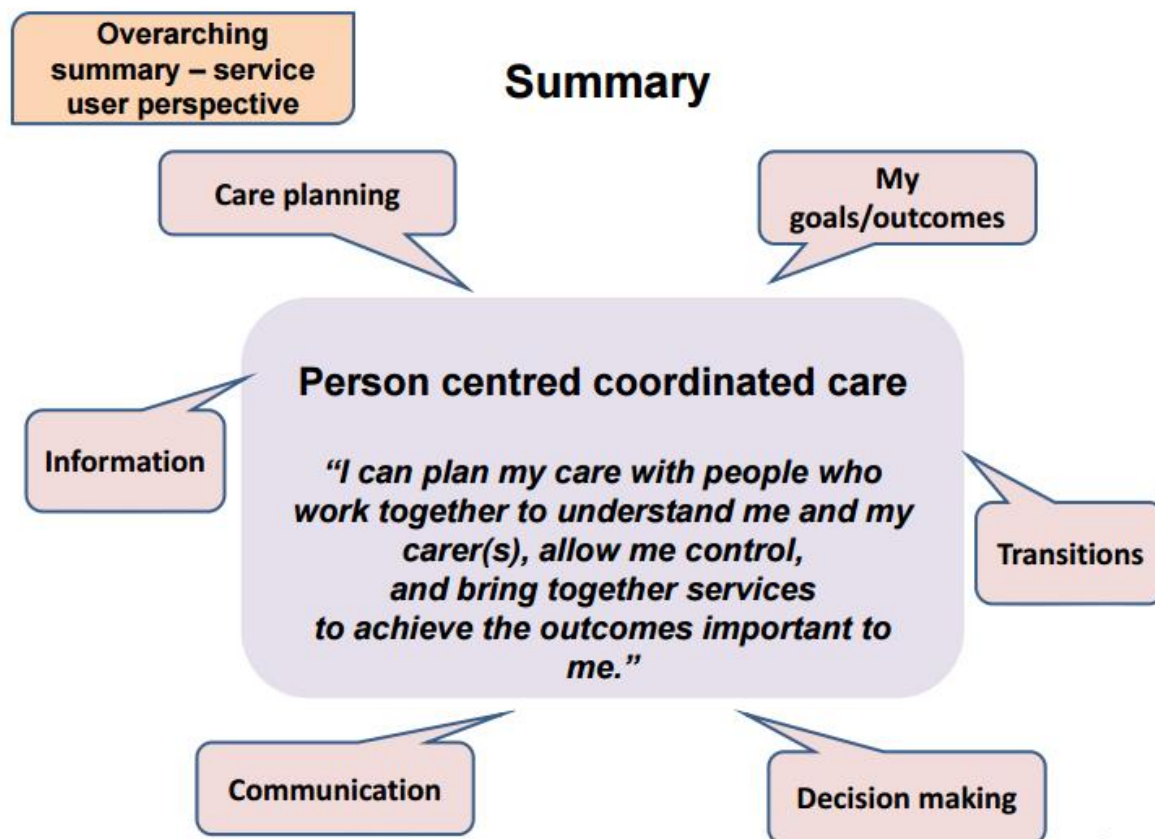 Overarching
summary – service
user perspective
Summary
Care planning
My
goals/outcomes
Information
Person centred coordinated care
“I can plan my care with people who
work together to understand me and my
carer(s), allow me control,
and bring together services
to achieve the outcomes important to
me.”
Transitions
Communication
Decision making